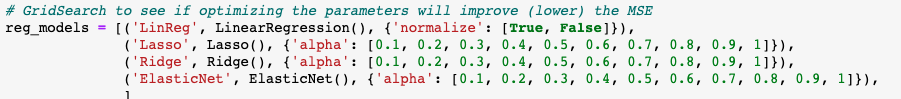 # GridSearch to see if optimizing the parameters will improve (lower) the MSE
reg_models = [('LinReg', LinearRegression(), {'normalize': [True, False]}),
('Lasso', Lasso(), {'alpha': [0.1, 0.2, 0.3, 0.4, 0.5, 0.6, 0.7, 0.8, 0.9, 1]}),
('Ridge', Ridge(), {'alpha': [0.1, 0.2, 0.3, 0.4, 0.5, 0.6, 0.7, 0.8, 0.9, 1]}),
('ElasticNet', ElasticNet(), {'alpha': [0.1, 0.2, 0.3, 0.4, 0.5, 0.6, 0.7, 0.8, 0.9, 1]}),
]